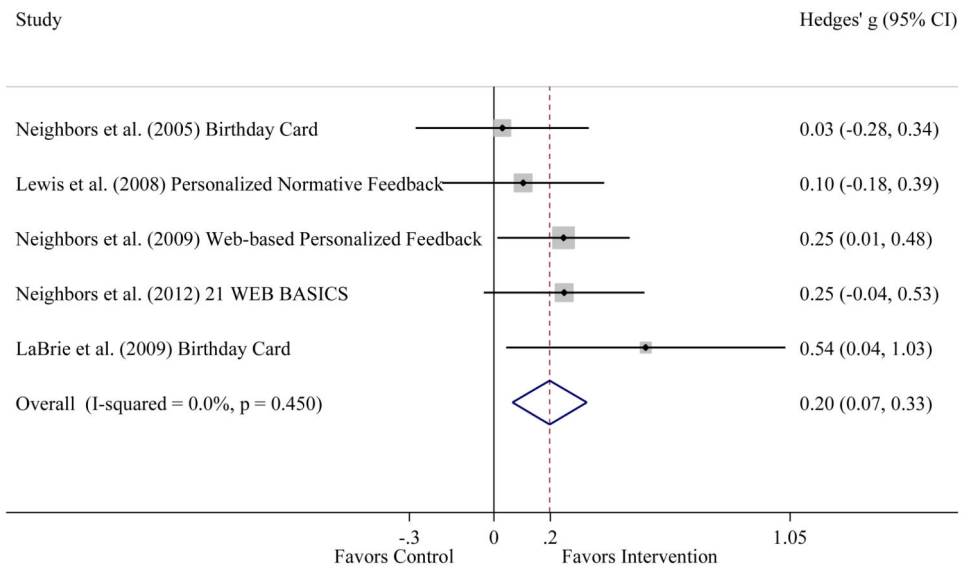 Study Hedges' g (95% CI)
Neighbors et al. (2005) Birthday Card 0.03 (-0.28, 0.34)
Lewis et al. (2008) Personalized Normative Feedback 0.10 (-0.18, 0.39)
Neighbors et al. (2009) Web-based Personalized Feedback 0.25 (0.01, 0.48)
Neighbors et al. (2012) 21 WEB BASICS 0.25 (-0.04, 0.53)
LaBrie et al. (2009) Birthday Card 0.54 (0.04, 1.03)
Overall (I-squared = 0.0%, p = 0.450) 0.20 (0.07, 0.33)
-.3 0 .2 1.05
Favors Control Favors Intervention